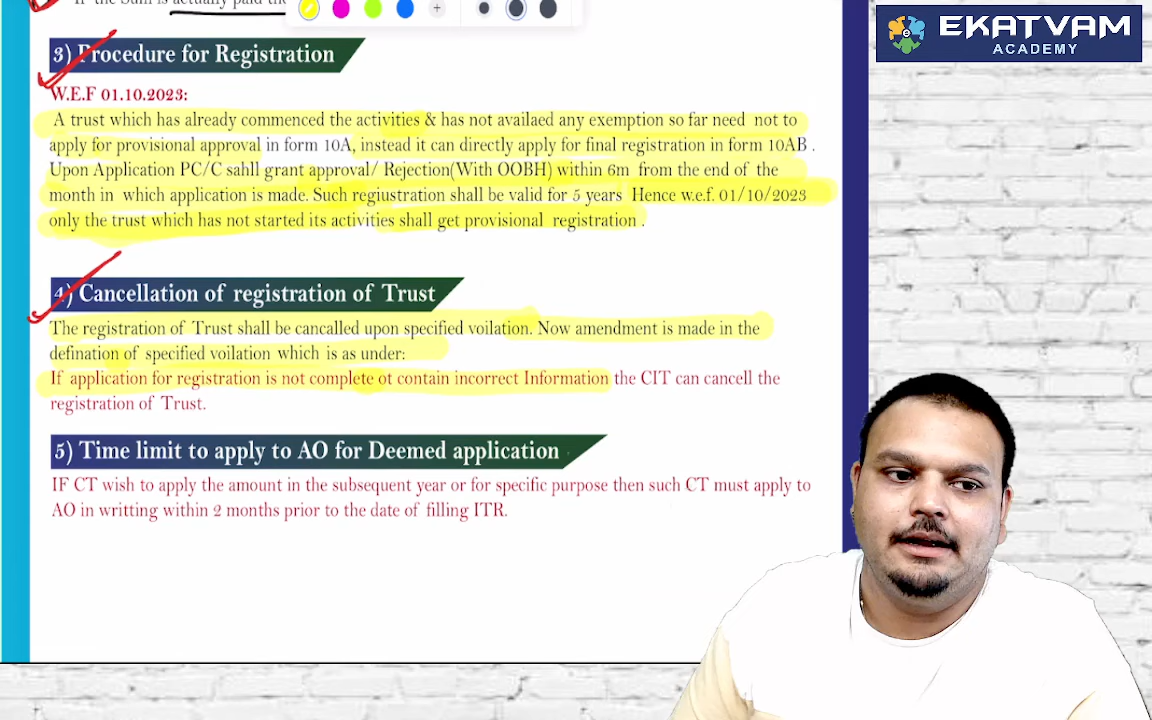 If the Sum is actually paid the
EKATVAM
ACADEMY
3) Procedure for Registration
W.E.F 01.10.2023:
A trust which has already commenced the activities & has not availaed any exemption so far need not to
apply for provisional approval in form 10A, instead it can directly apply for final registration in form 10AB .
Upon Application PC/C sahll grant approval/ Rejection(With OOBH) within 6m from the end of the
month in which application is made. Such regiustration shall be valid for 5 years Hence w.e.f. 01/10/2023
only the trust which has not started its activities shall get provisional registration .
4) Cancellation of registration of Trust
The registration of Trust shall be cancalled upon specified voilation. Now amendment is made in the
defination of specified voilation which is as under:
If application for registration is not complete ot contain incorrect Information the CIT can cancell the
registration of Trust.
5) Time limit to apply to AO for Deemed application
IF CT wish to apply the amount in the subsequent year or for specific purpose then such CT must apply to
AO in writting within 2 months prior to the date of filling ITR.